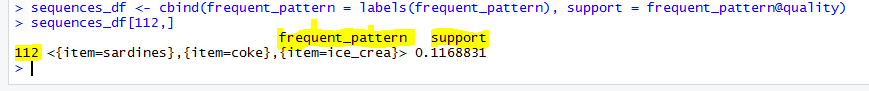 > sequences_df <- cbind(frequent_pattern = labels(frequent_pattern), support = frequent_pattern@quality)
> sequences_df[112,]
frequent_pattern support
112 <{item=sardines},{item=coke},{item=ice_crea}> 0.1168831
>